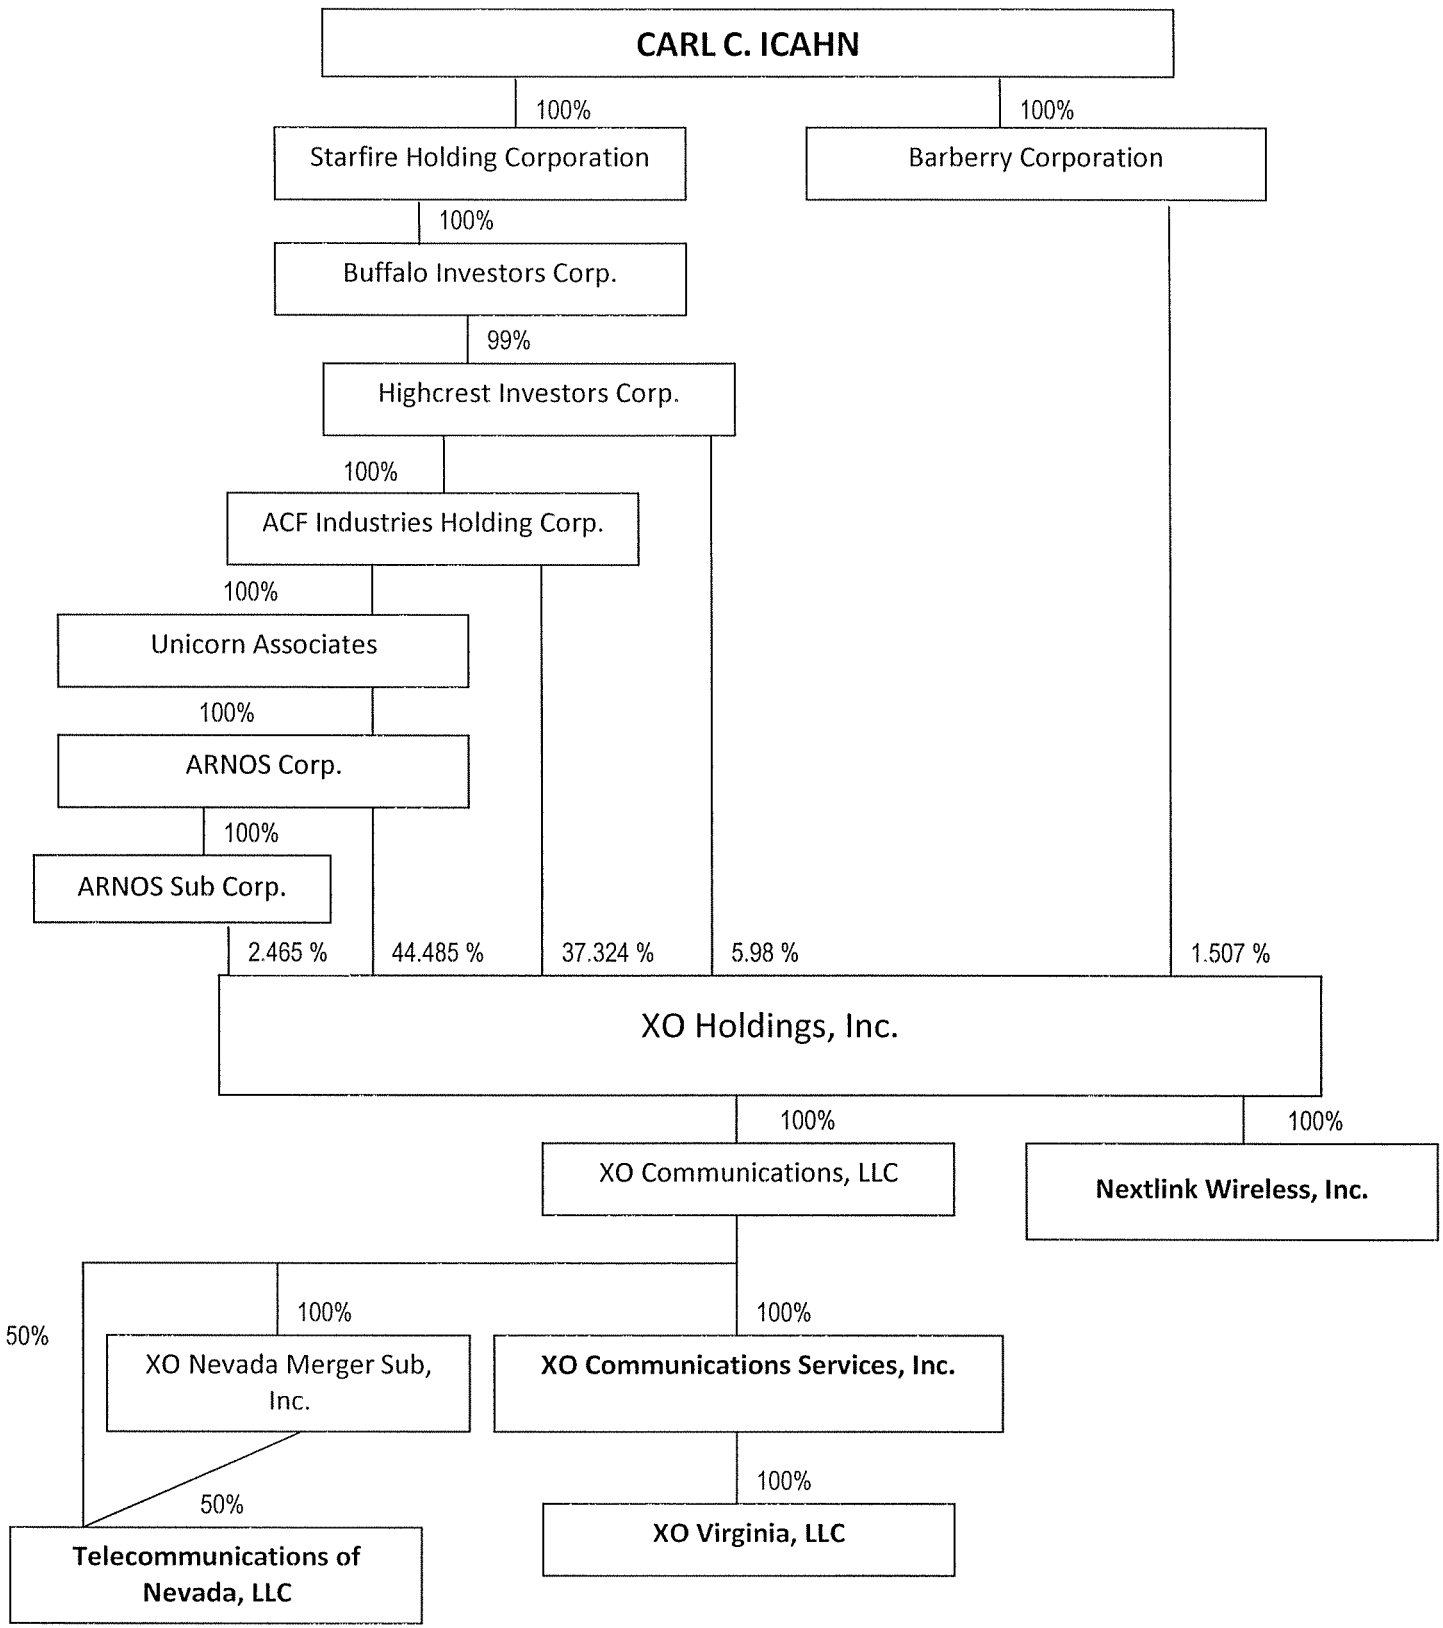 CARL C. ICAHN
100%
100%
Starfire Holding Corporation
Barberry Corporation
100%
Buffalo Investors Corp.
99%
Highcrest Investors Corp.
100%
ACF Industries Holding Corp.
100%
Unicorn Associates
100%
ARNOS Corp.
100%
ARNOS Sub Corp.
2.465 %
44.485 %
37.324 %
5.98 %
1.507 %
XO Holdings, Inc.
100%
100%
XO Communications, LLC
Nextlink Wireless, Inc.
50%
100%
100%
XO Nevada Merger Sub,
Inc.
XO Communications Services, Inc.
50%
100%
Telecommunications of
Nevada, LLC
XO Virginia, LLC